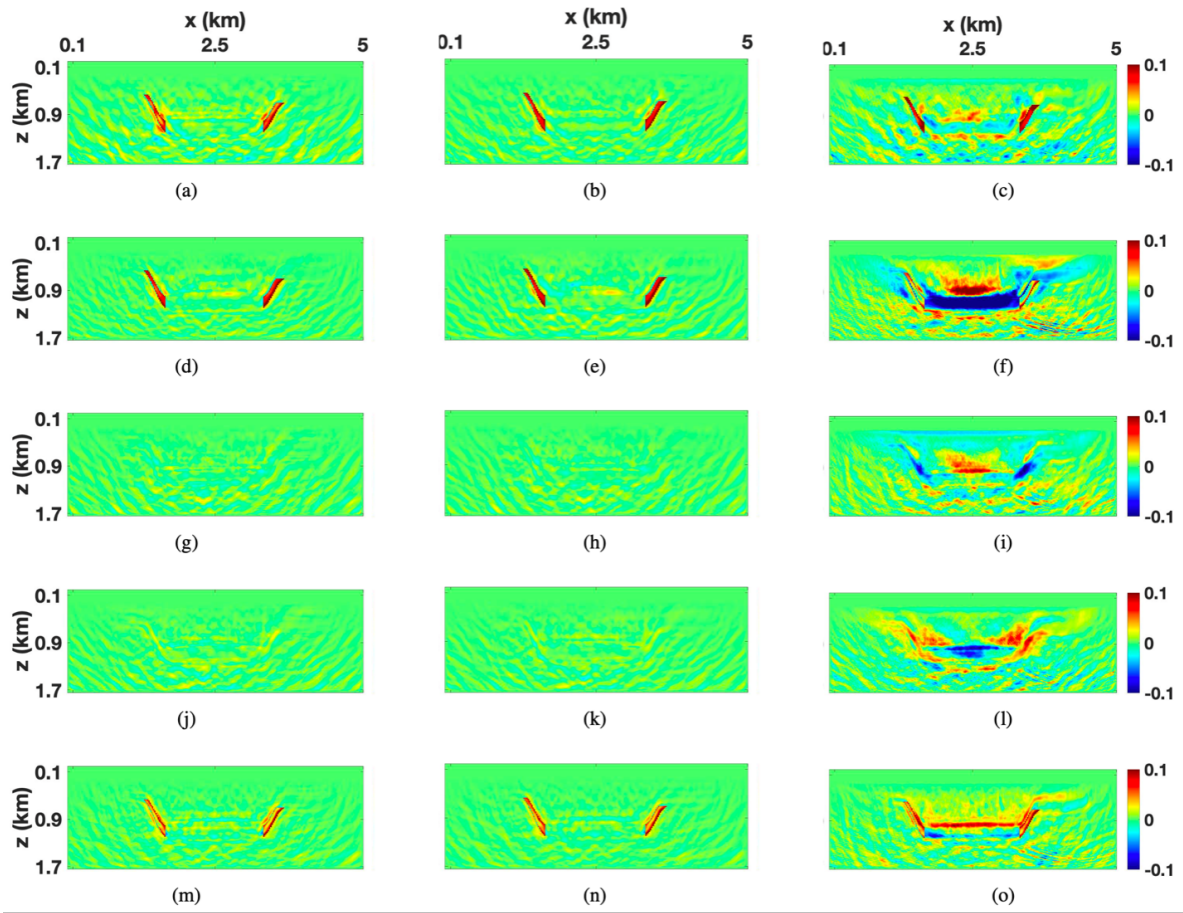 x (km) x (km) x (km)
0.1 2.5 5 0.1 2.5 5 0.1 2.5 5
0.1 0.1
z (km) 0.9 0
1.7 -0.1
(a) (b) (c)
0.1 0.1
z (km) 0.9 0
1.7 -0.1
(d) (e) (f)
0.1 0.1
z (km) 0.9 0
1.7 -0.1
(g) (h) (i)
0.1 0.1
z (km) 0.9 0
1.7 -0.1
(j) (k) (l)
0.1 0.1
z (km) 0.9 0
1.7 -0.1
(m) (n) (o)